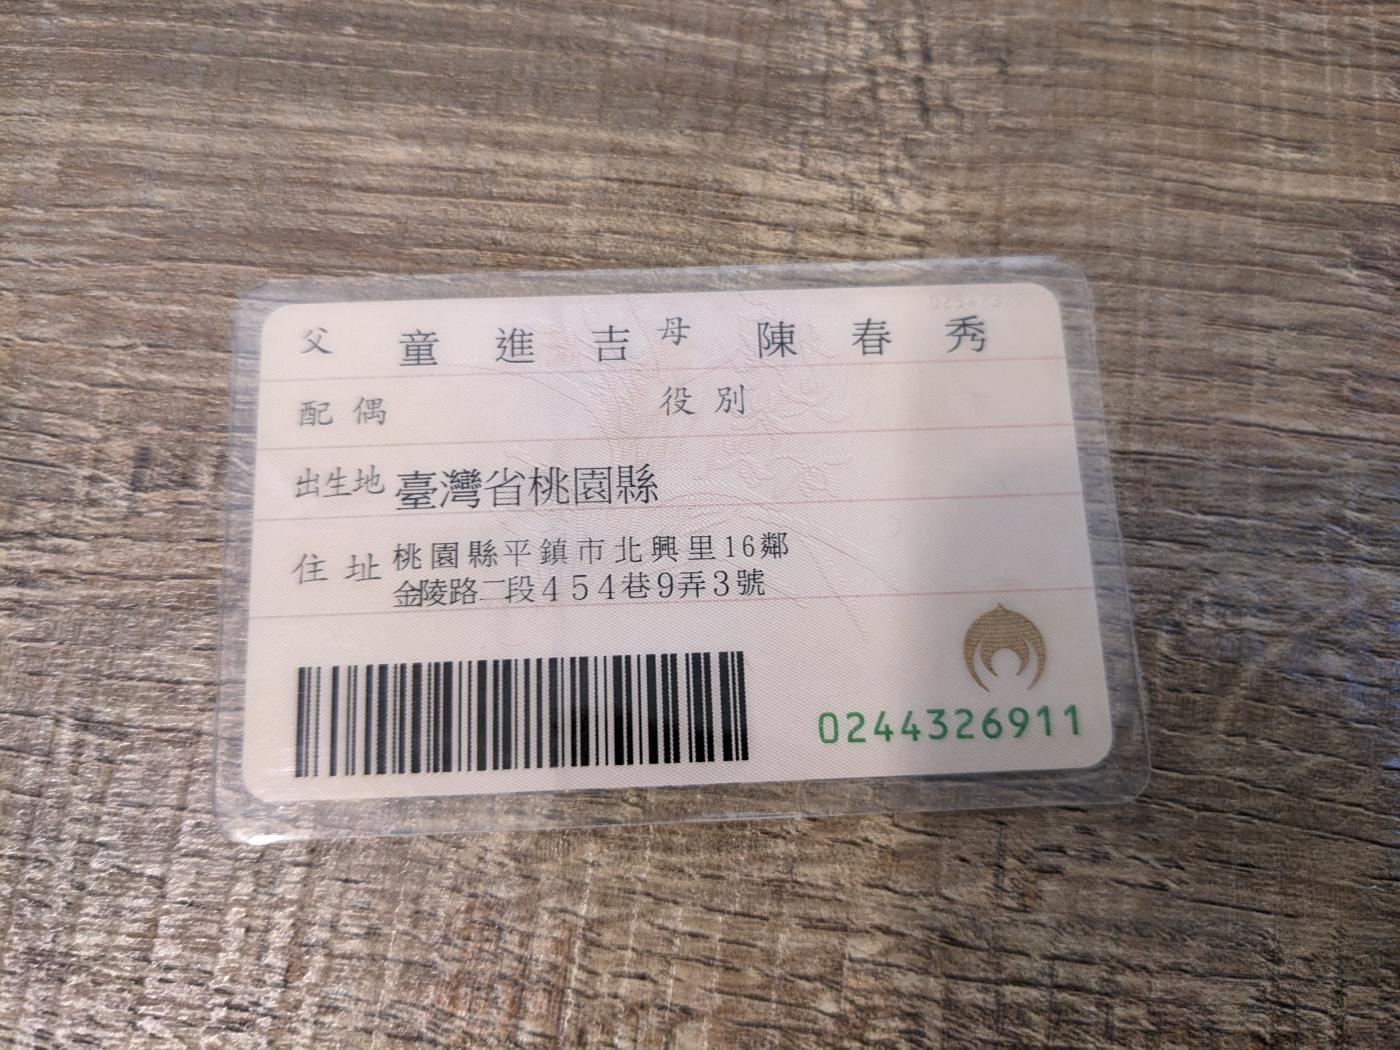 父 童進吉 母 陳春秀
配偶 役別
出生地 臺灣省桃園縣
住址 桃園縣平鎮市北興里16鄰
金陵路二段454巷9弄3號
0244326911